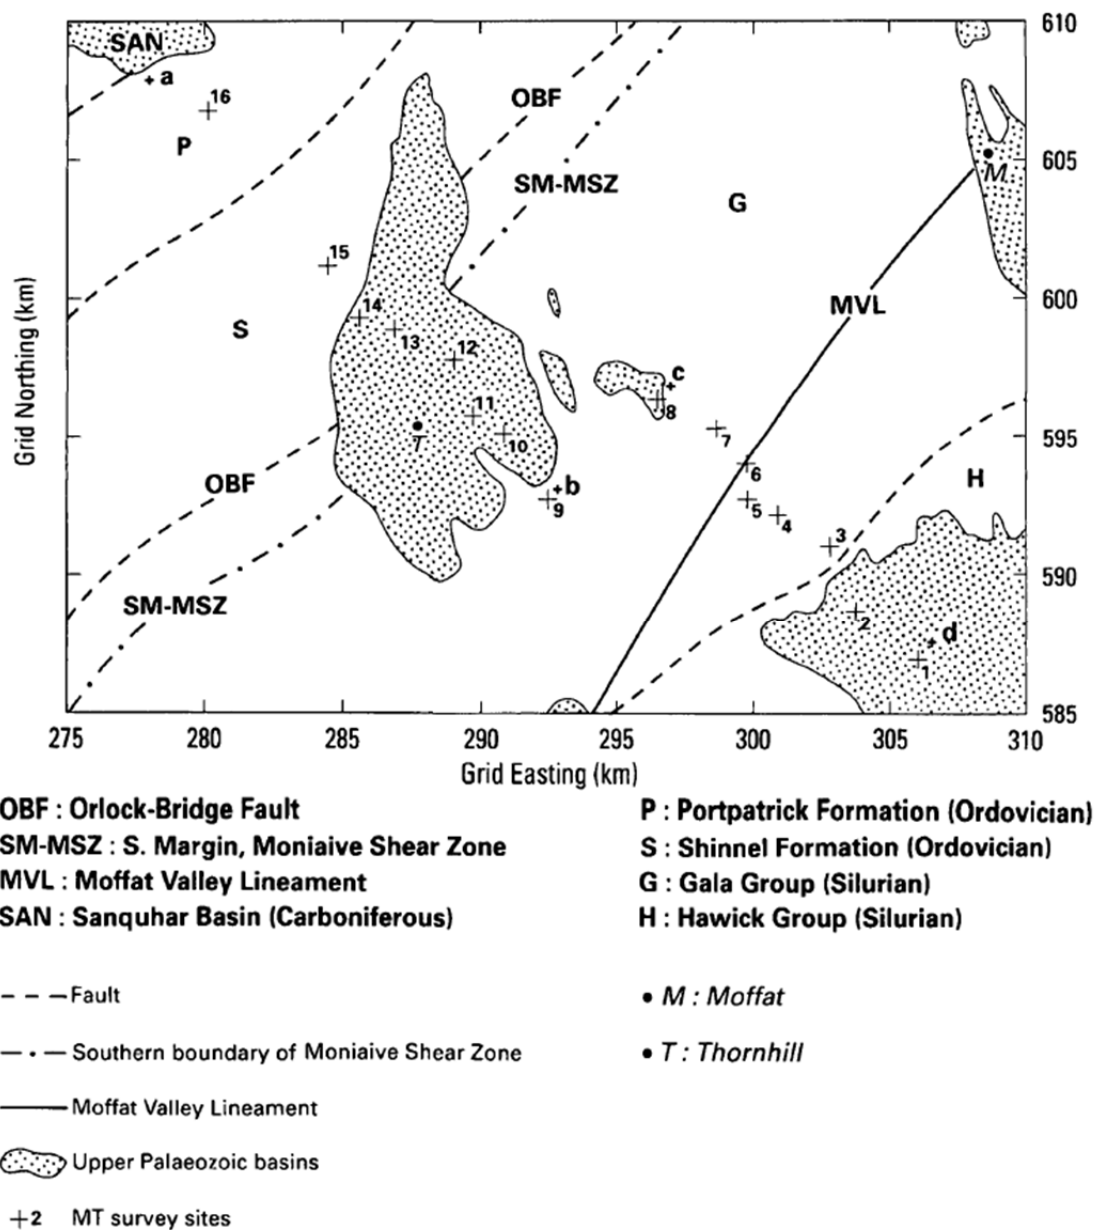 610
SAN
a
16
OBF
P
605
M
SM-MSZ
G
15
600
MVL
14
S
13
12
c
11
8
7
T
10
595
6
OBF
b
H
9
5
4
3
590
SM-MSZ
2
d
1
585
275 280 285 290 295 300 305 310
Grid Easting (km)
Grid Northing (km)
OBF : Orlock-Bridge Fault
SM-MSZ : S. Margin, Moniaive Shear Zone
MVL : Moffat Valley Lineament
SAN : Sanquhar Basin (Carboniferous)
P : Portpatrick Formation (Ordovician)
S : Shinnel Formation (Ordovician)
G : Gala Group (Silurian)
H : Hawick Group (Silurian)
Fault
Southern boundary of Moniaive Shear Zone
Moffat Valley Lineament
Upper Palaeozoic basins
+2 MT survey sites
• M : Moffat
• T : Thornhill